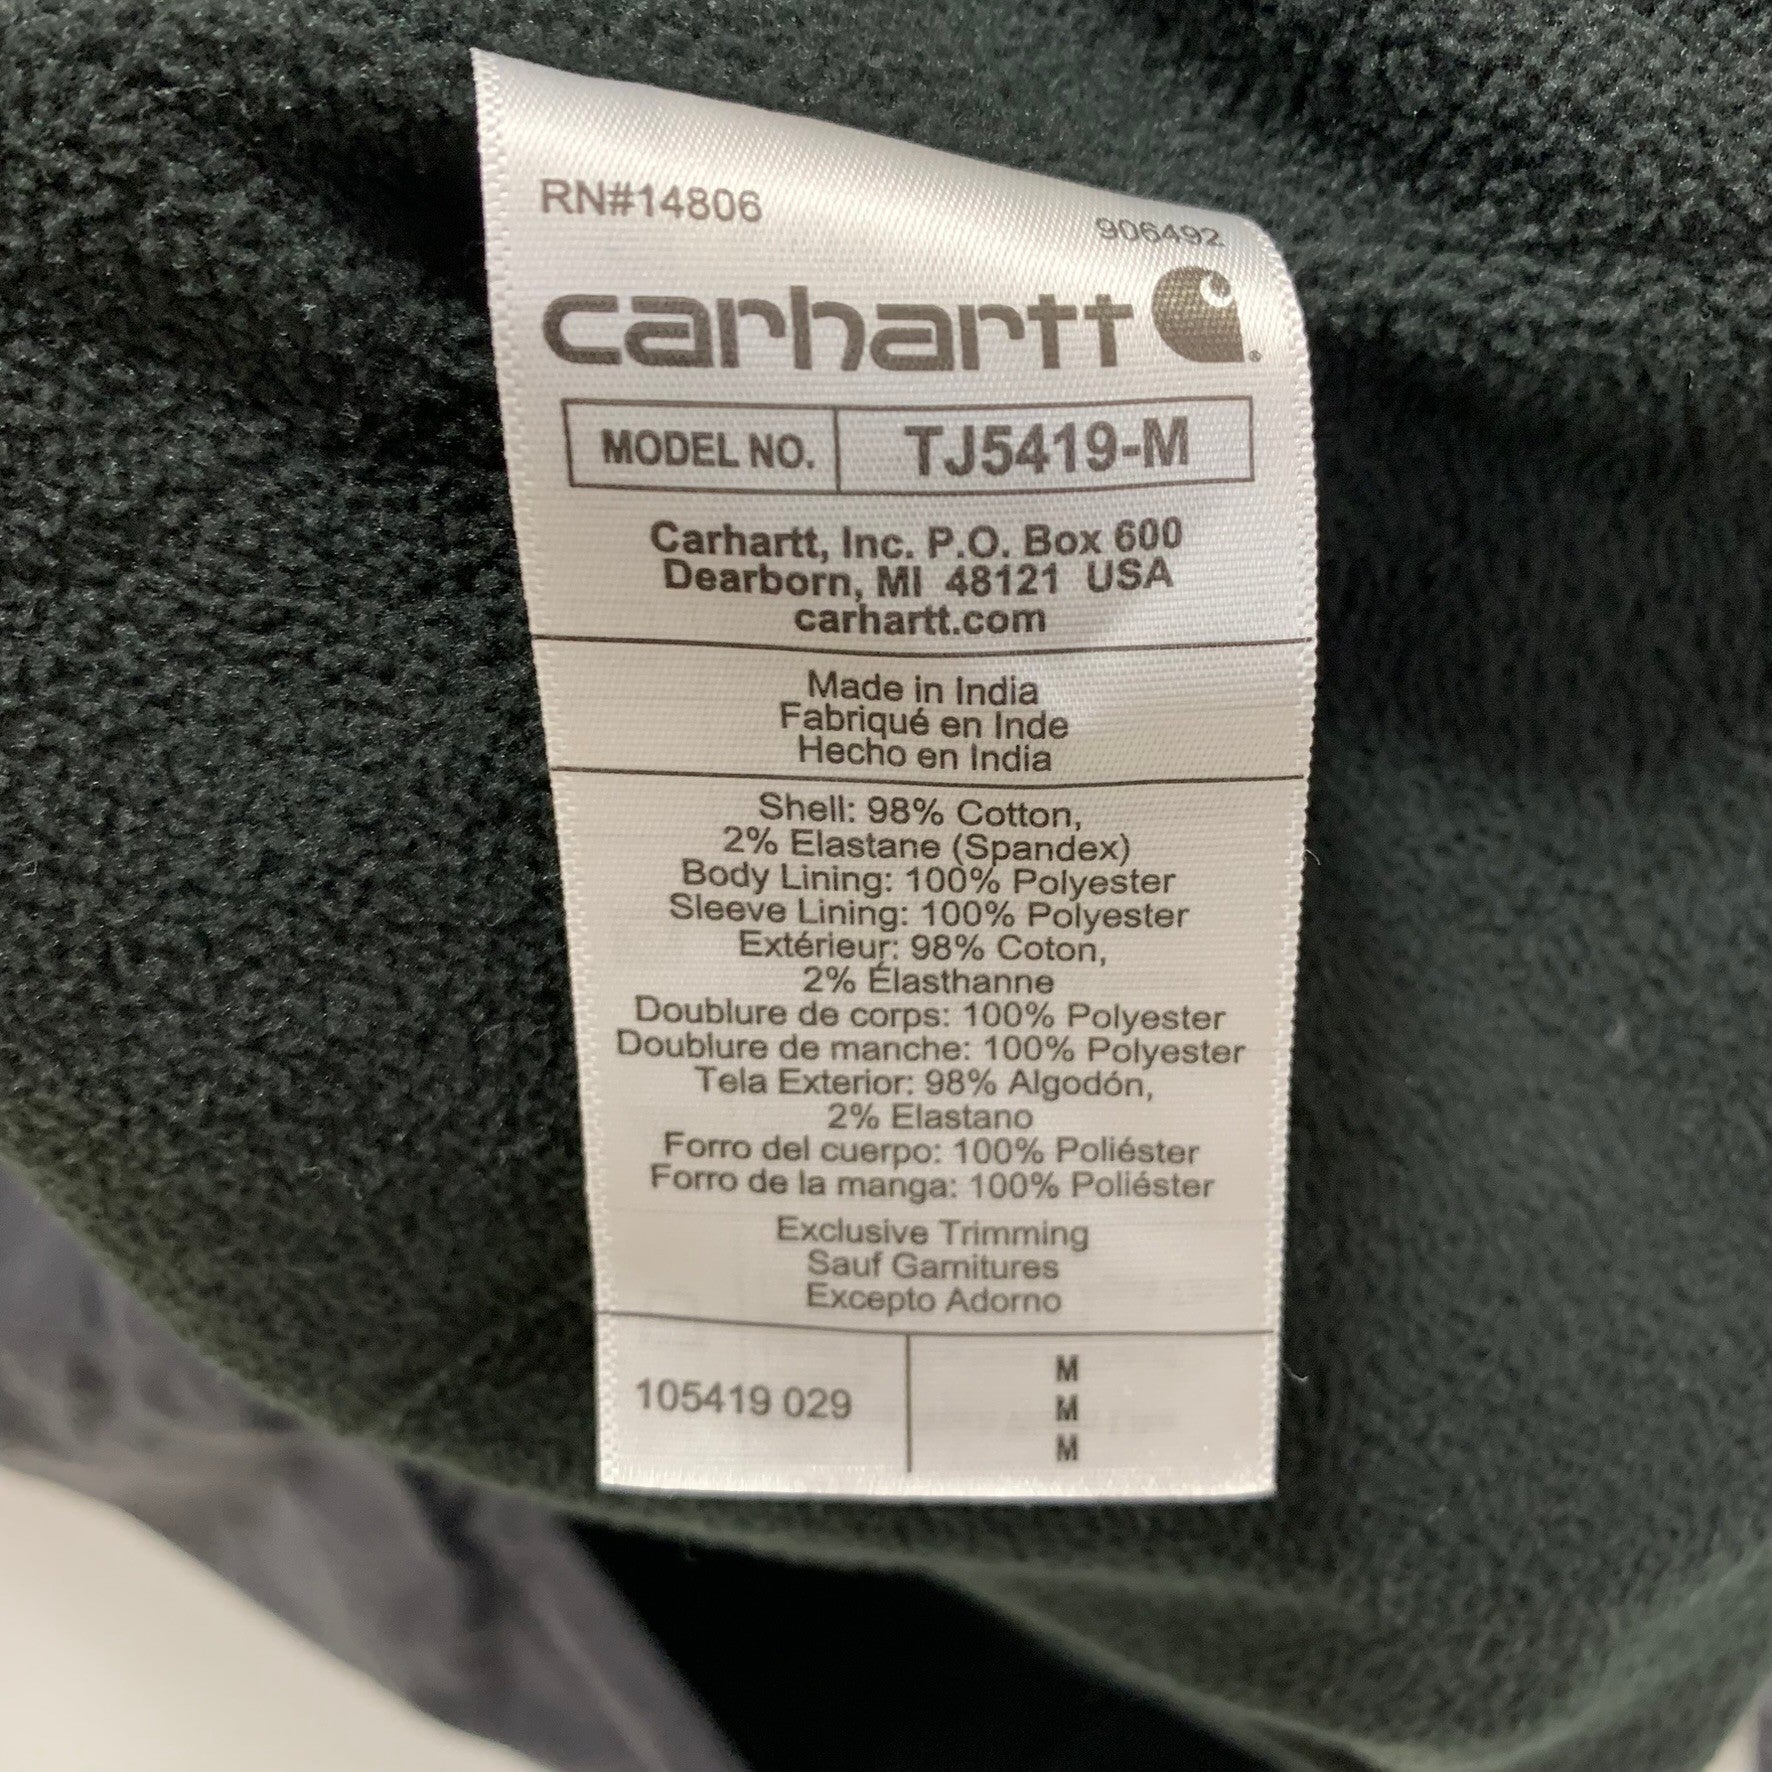 RN#14806
906492
carhartt
MODEL NO. TJ5419-M
Carhartt, Inc. P.O. Box 600
Dearborn, MI 48121 USA
carhartt.com
Made in India
Fabriqué en Inde
Hecho en India
Shell: 98% Cotton,
2% Elastane (Spandex)
Body Lining: 100% Polyester
Sleeve Lining: 100% Polyester
Extérieur: 98% Coton,
2% Élasthanne
Doublure de corps: 100% Polyester
Doublure de manche: 100% Polyester
Tela Exterior: 98% Algodón,
2% Elastano
Forro del cuerpo: 100% Poliéster
Forro de la manga: 100% Poliéster
Exclusive Trimming
Sauf Garnitures
Excepto Adorno
105419 029
M
M
M